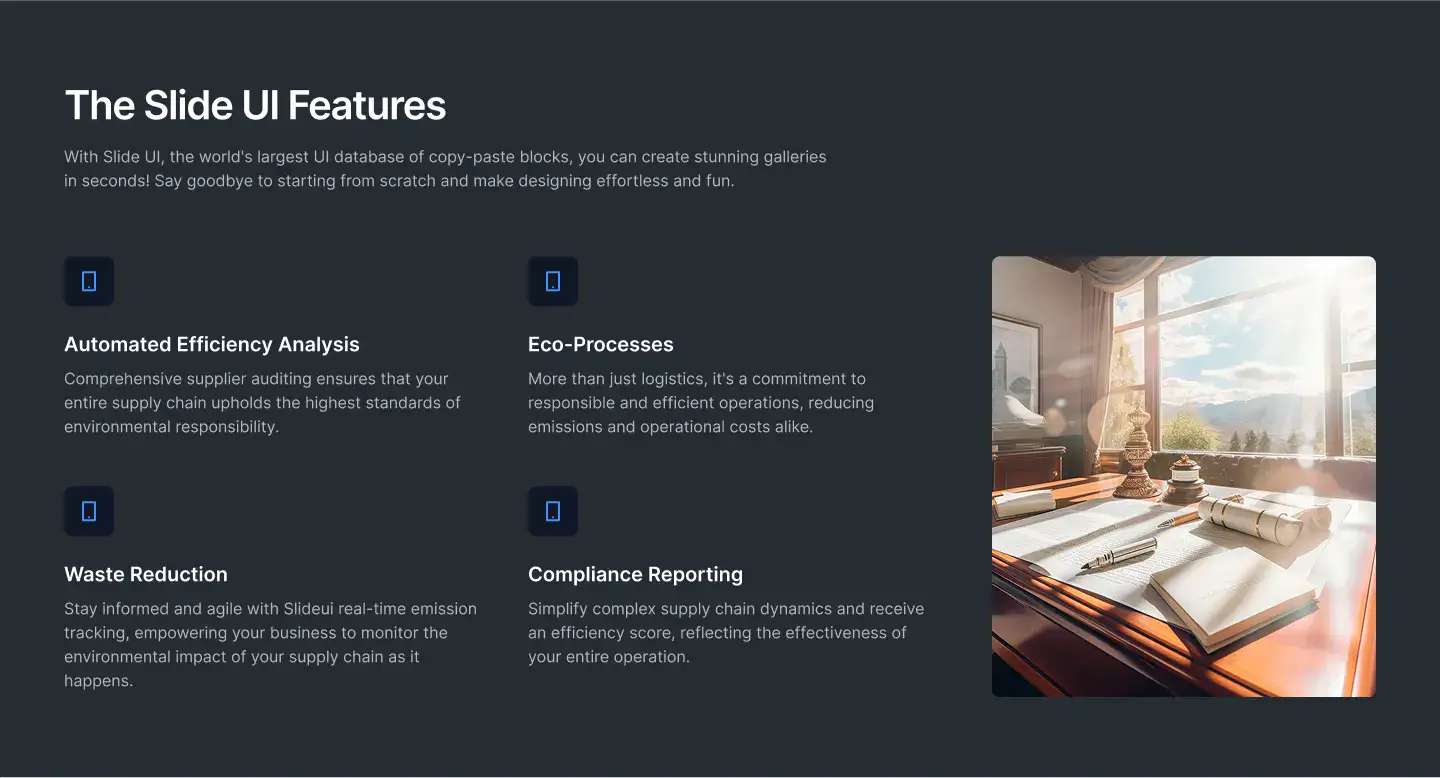 The Slide UI Features
With Slide UI, the world's largest UI database of copy-paste blocks, you can create stunning galleries
in seconds! Say goodbye to starting from scratch and make designing effortless and fun.
Automated Efficiency Analysis
Comprehensive supplier auditing ensures that your
entire supply chain upholds the highest standards of
environmental responsibility.
Eco-Processes
More than just logistics, it's a commitment to
responsible and efficient operations, reducing
emissions and operational costs alike.
Waste Reduction
Stay informed and agile with Slideui real-time emission
tracking, empowering your business to monitor the
environmental impact of your supply chain as it
happens.
Compliance Reporting
Simplify complex supply chain dynamics and receive
an efficiency score, reflecting the effectiveness of
your entire operation.